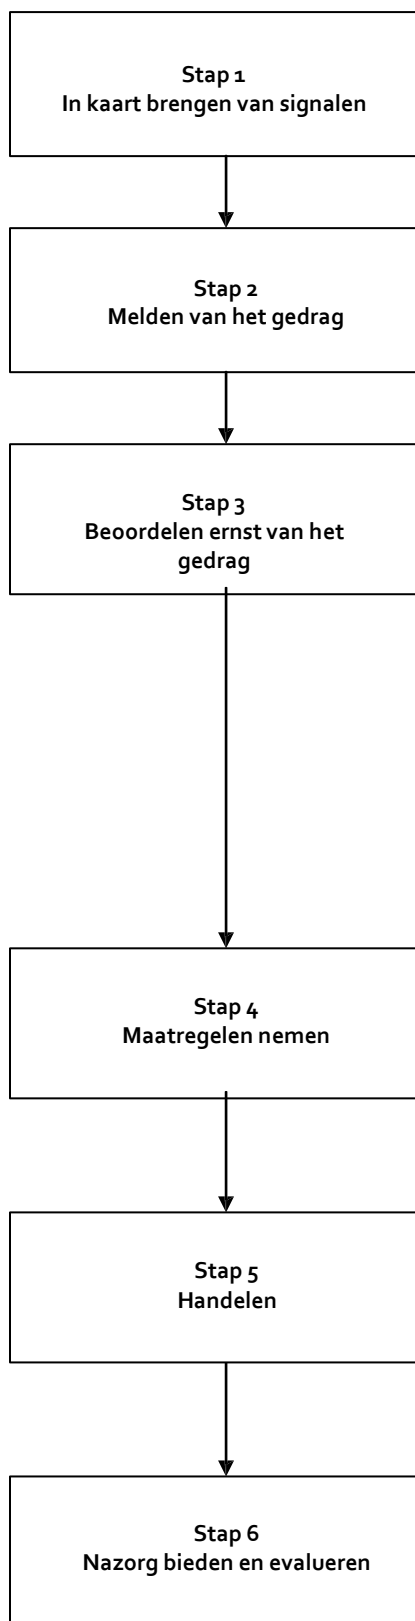 Stap 1
In kaart brengen van signalen
Stap 2
Melden van het gedrag
Stap 3
Beoordelen ernst van het
gedrag
Stap 4
Maatregelen nemen
Stap 5
Handelen
Stap 6
Nazorg bieden en evalueren